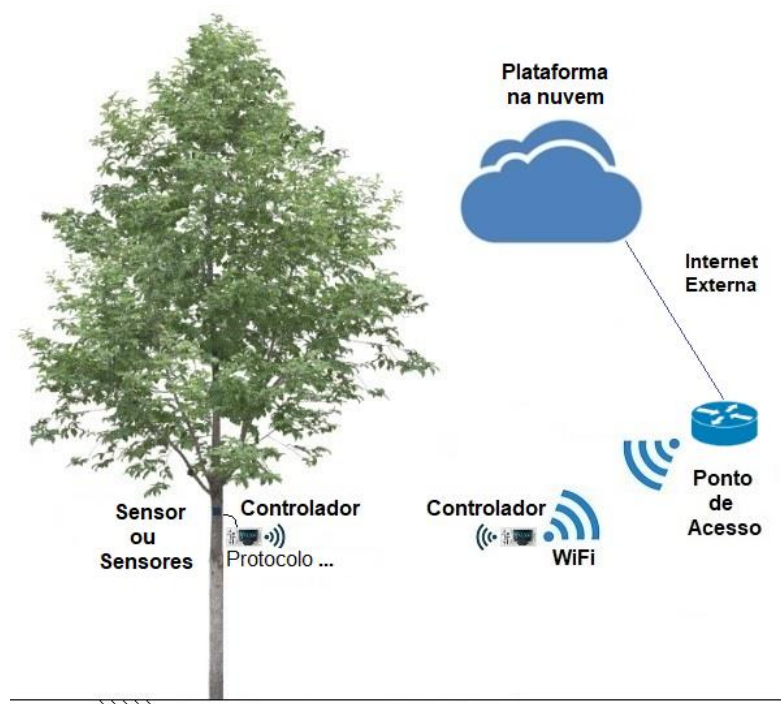 Plataforma
na nuvem
Internet
Externa
Ponto
de
Acesso
Sensor
ou
Sensores
Controlador
Protocolo ...
Controlador
WiFi